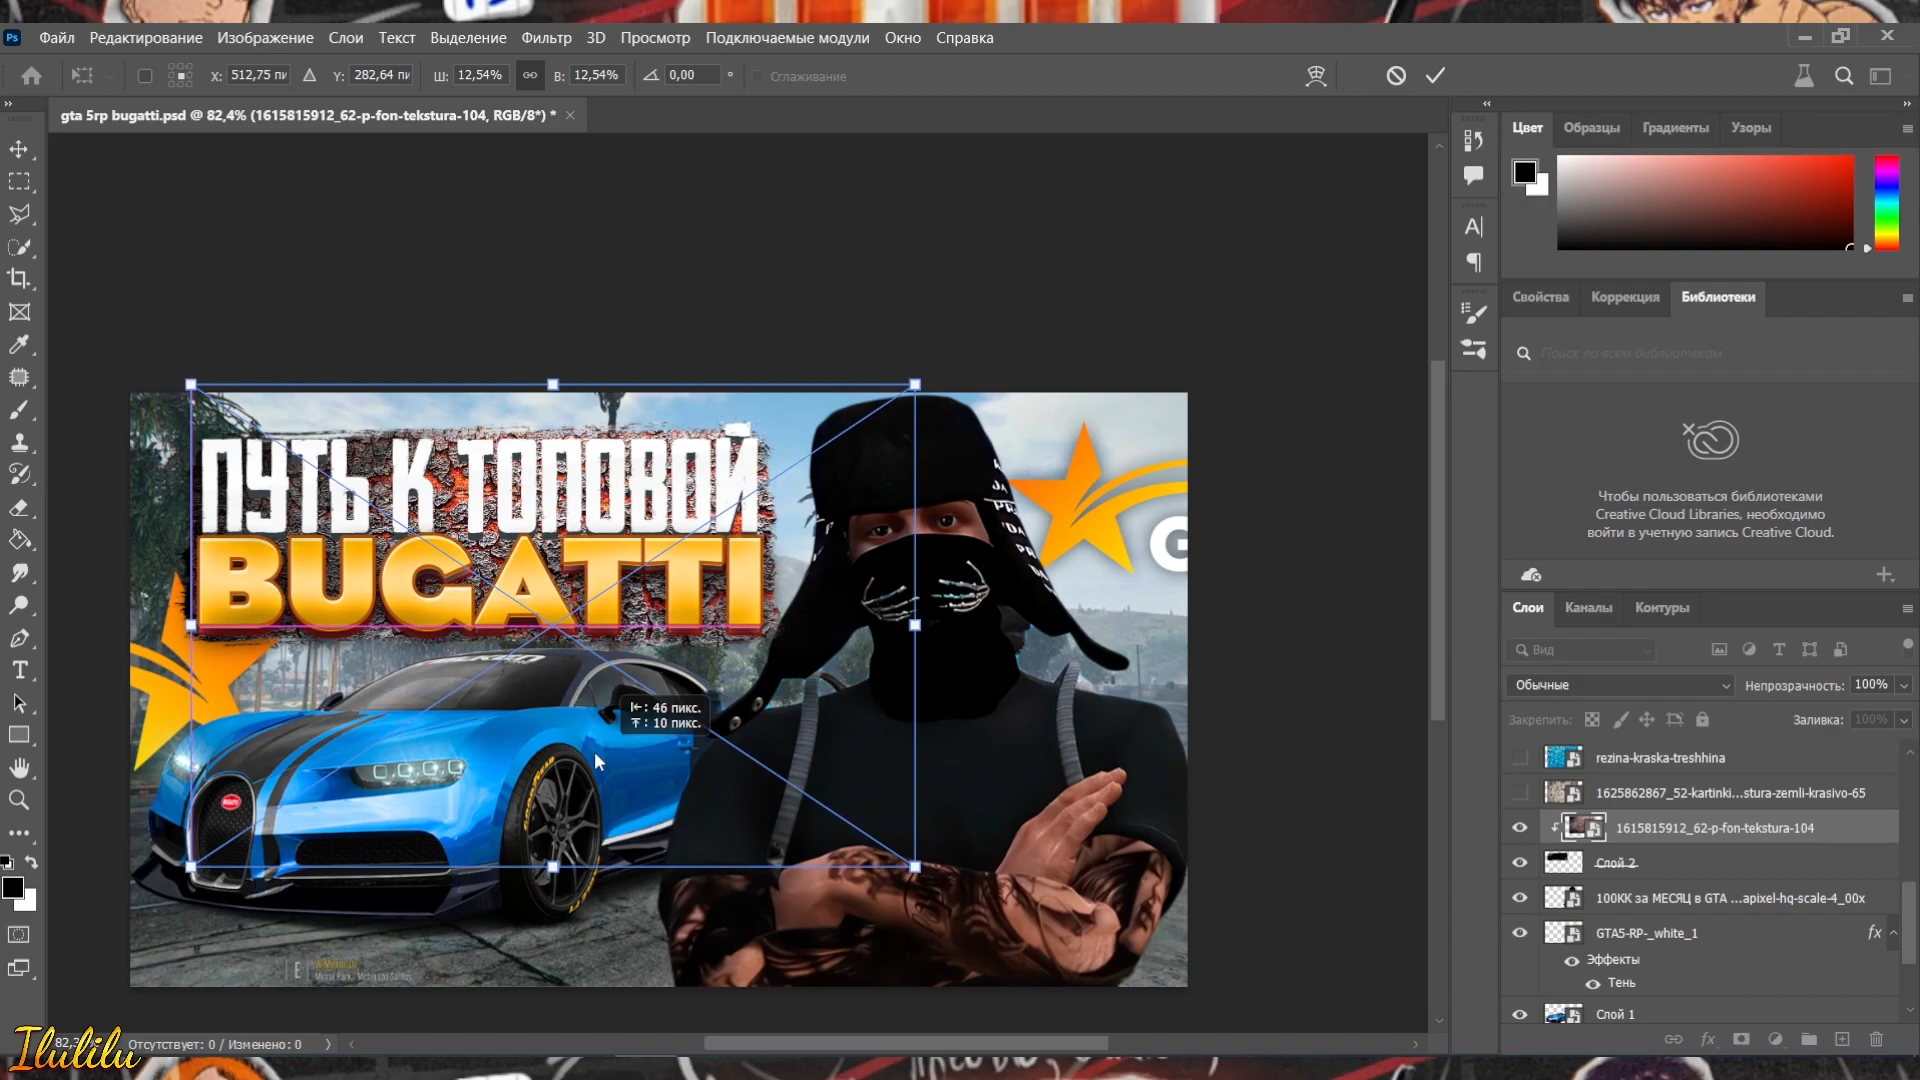 Файл Редактирование Изображение Слои Текст Выделение Фильтр 3D Просмотр Подключаемые модули Окно Справка
X: 512,75 пи Y: 282,64 пи Ш: 12,54% В: 12,54% 0,00 ° Сглаживание
gta 5rp bugatti.psd @ 82,4% (1615815912_62-p-fon-tekstura-104, RGB/8*) *
Цвет Образцы Градиенты Узоры
Свойства Коррекция Библиотеки
Поиск по всем библиотекам
Чтобы пользоваться библиотеками
Creative Cloud Libraries, необходимо
войти в учетную запись Creative Cloud.
Слои Каналы Контуры
Вид
Обычные Непрозрачность: 100%
Закрепить: Заливка: 100%
rezina-kraska-treshhina
1625862867_52-kartinki...stura-zemli-krasivo-65
1615815912_62-p-fon-tekstura-104
Слой 2
100КК за МЕСЯЦ в GTA ...apixel-hq-scale-4_00x
GTA5-RP-_white_1 fx
Эффекты
Тень
Слой 1
ПУТЬ К ТОПОВОЙ
BUGATTI
G
46 пикс.
10 пикс.
E
Отсутствует: 0 / Изменено: 0
Ilulilu